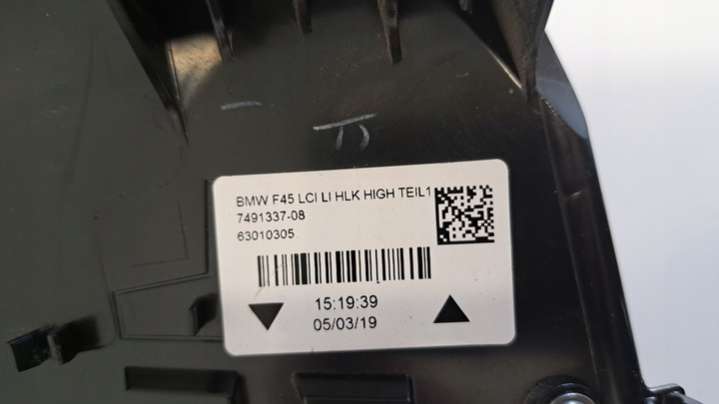 BMW F45 LCI LI HLK HIGH TEIL1
7491337-08
63010305
15:19:39
05/03/19